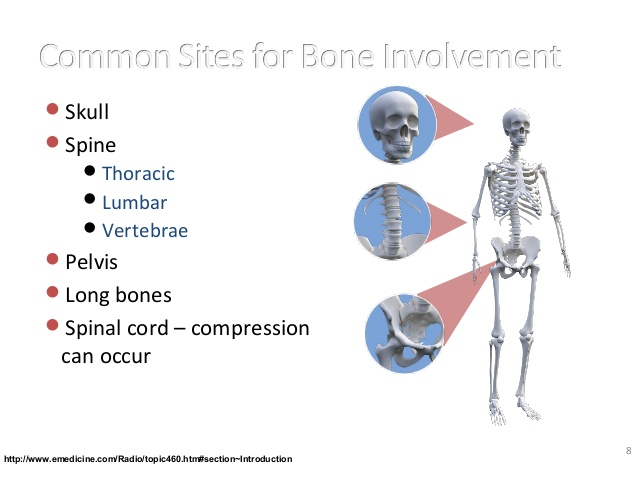 Common Sites for Bone Involvement
Skull
Spine
Thoracic
Lumbar
Vertebrae
Pelvis
Long bones
Spinal cord – compression
can occur
8
http://www.emedicine.com/Radio/topic460.htm#section~Introduction